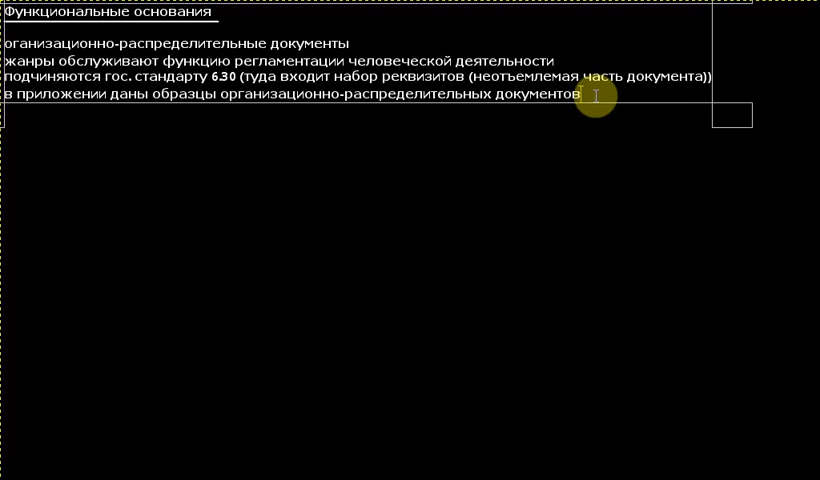 Функциональные основания
оганизационно-распределительные документы
жанры обслуживают функцию регламентации человеческой деятельности
подчиняются гос. стандарту 6.30 (туда входит набор реквизитов (неотъемлемая часть документа))
в приложении даны образцы организационно-распределительных документов